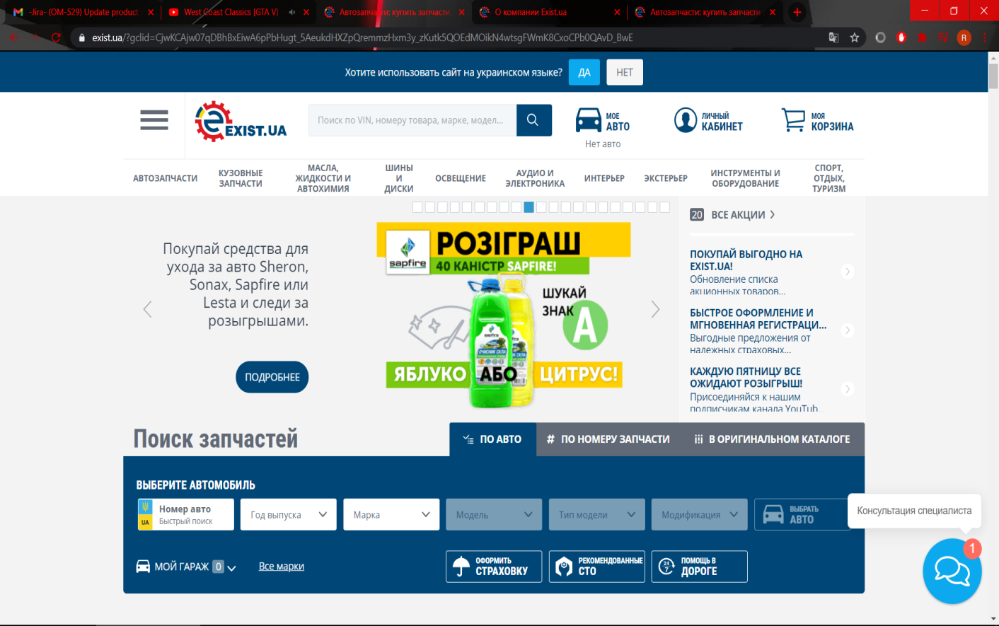 -Jira- (OM-529) Update product
West Coast Classics [GTA V]
Автозапчасти: купить запчасти
О компании Exist.ua
Автозапчасти: купить запчасти
exist.ua/?gclid=CjwKCAjw07qDBhBxEiwA6pPbHugt_5AeukdHXZpQremmzHxm3y_zKutk5QOEdMOikN4wtsgFWmK8CxoCPb0QAvD_BwE
R
Хотите использовать сайт на украинском языке?
ДА
НЕТ
EXIST.UA
Поиск по VIN, номеру товара, марке, модел...
МОЕ
АВТО
Нет авто
ЛИЧНЫЙ
КАБИНЕТ
МОЯ
КОРЗИНА
АВТОЗАПЧАСТИ
КУЗОВНЫЕ
ЗАПЧАСТИ
МАСЛА,
ЖИДКОСТИ И
АВТОХИМИЯ
ШИНЫ
И
ДИСКИ
ОСВЕЩЕНИЕ
АУДИО И
ЭЛЕКТРОНИКА
ИНТЕРЬЕР
ЭКСТЕРЬЕР
ИНСТРУМЕНТЫ И
ОБОРУДОВАНИЕ
СПОРТ,
ОТДЫХ,
ТУРИЗМ
Покупай средства для
ухода за авто Sheron,
Sonax, Sapfire или
Lesta и следи за
розыгрышами.
ПОДРОБНЕЕ
sapfire
РОЗІГРАШ
40 КАНІСТР SAPFIRE!
ШУКАЙ
ЗНАК
А
ЯБЛУКО АБО ЦИТРУС!
20 ВСЕ АКЦИИ
ПОКУПАЙ ВЫГОДНО НА
EXIST.UA!
Обновление списка
акционных товаров...
БЫСТРОЕ ОФОРМЛЕНИЕ И
МГНОВЕННАЯ РЕГИСТРАЦИ...
Выгодные предложения от
надежных страховых...
КАЖДУЮ ПЯТНИЦУ ВСЕ
ОЖИДАЮТ РОЗЫГРЫШ!
Присоединяйся к нашим
подписчикам канала YouTub...
Поиск запчастей
ПО АВТО
# ПО НОМЕРУ ЗАПЧАСТИ
В ОРИГИНАЛЬНОМ КАТАЛОГЕ
ВЫБЕРИТЕ АВТОМОБИЛЬ
UA
Номер авто
Быстрый поиск
Год выпуска
Марка
Модель
Тип модели
Модификация
ВЫБРАТЬ
АВТО
МОЙ ГАРАЖ 0
Все марки
ОФОРМИТЬ
СТРАХОВКУ
РЕКОМЕНДОВАННЫЕ
СТО
24
7
ПОМОЩЬ В
ДОРОГЕ
Консультация специалиста
1